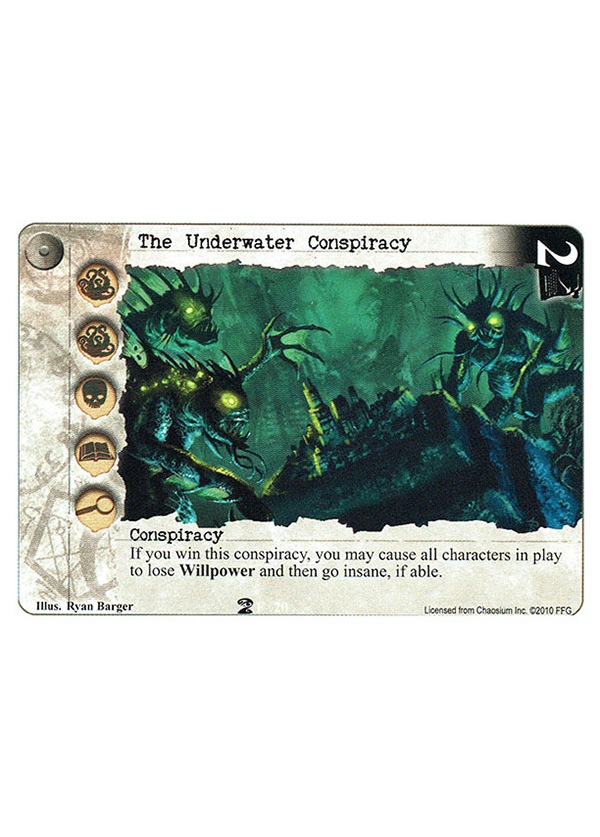 The Underwater Conspiracy
2
Conspiracy
If you win this conspiracy, you may cause all characters in play
to lose Willpower and then go insane, if able.
Illus. Ryan Barger
20
Licensed from Chaosium Inc. ©2010 FFG